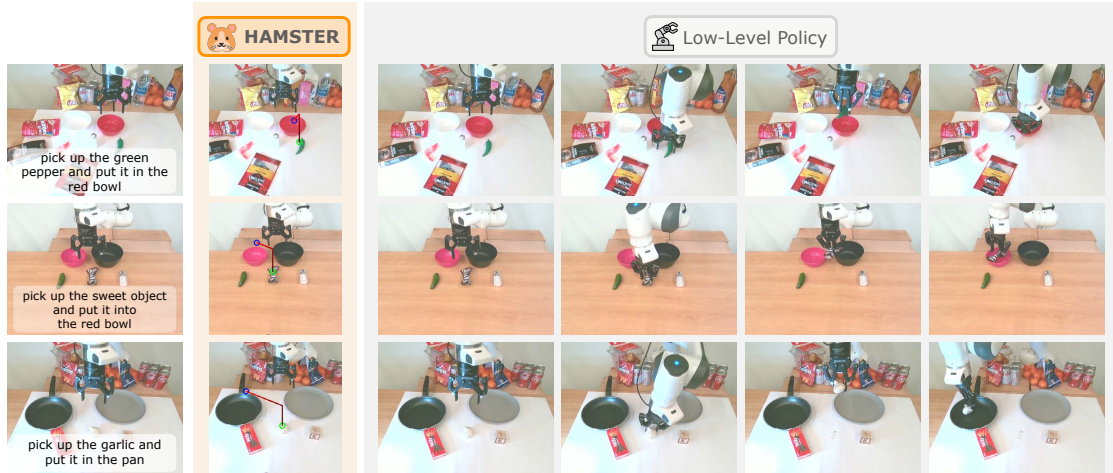 HAMSTER
Low-Level Policy
pick up the green
pepper and put it in the
red bowl
pick up the sweet object
and put it into
the red bowl
pick up the garlic and
put it in the pan